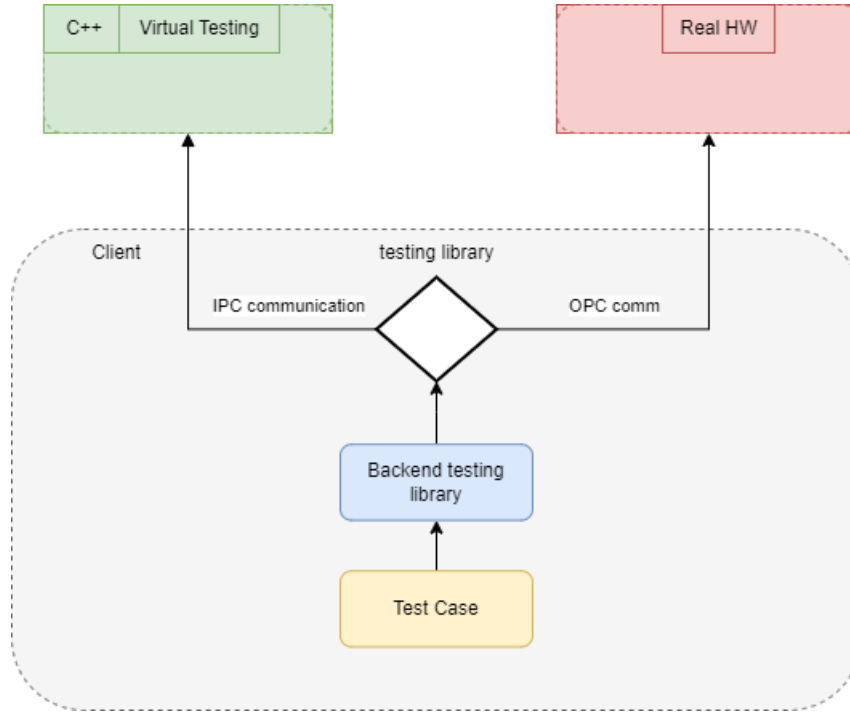 C++ Virtual Testing
Real HW
Client
testing library
IPC communication
OPC comm
Backend testing
library
Test Case